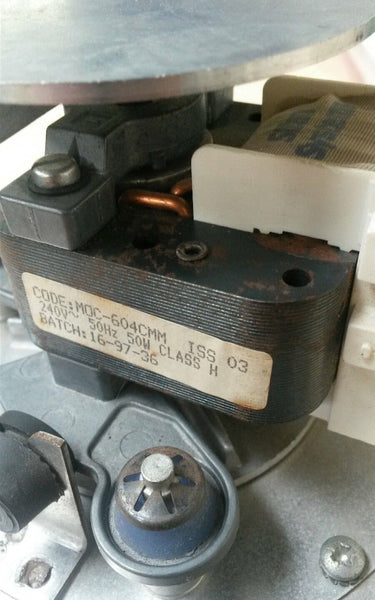 CODE:MOC-604CMM ISS 03
240V~ 50Hz 50W CLASS H
BATCH:16-97-36